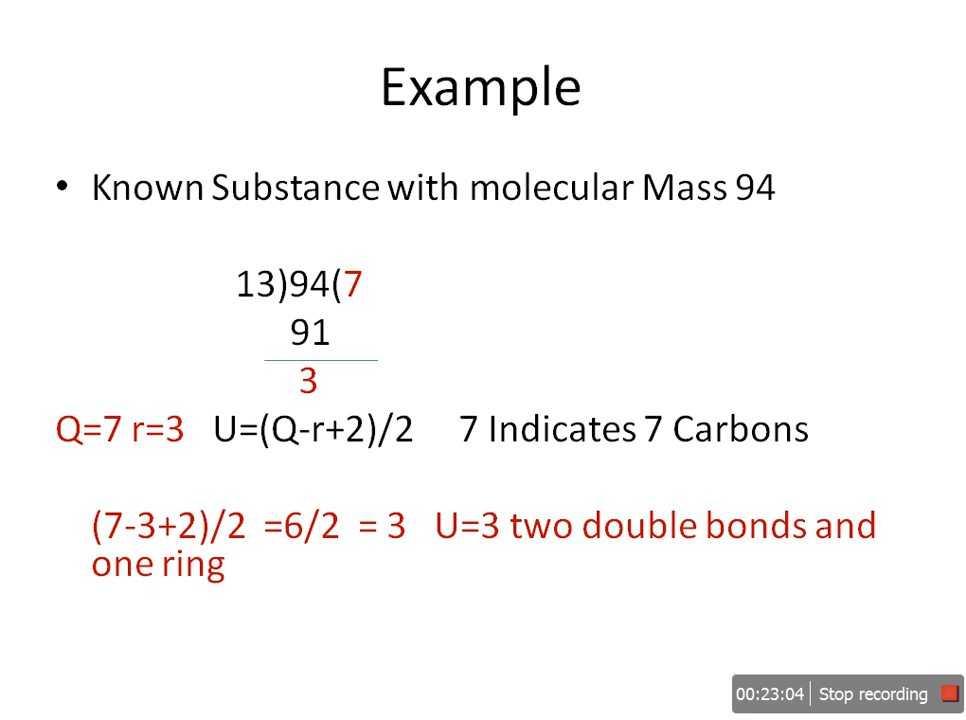 Example
• Known Substance with molecular Mass 94
13)94(7
91
3
Q=7 r=3 U=(Q-r+2)/2 7 Indicates 7 Carbons
(7-3+2)/2 =6/2 = 3 U=3 two double bonds and
one ring
00:23:04 Stop recording